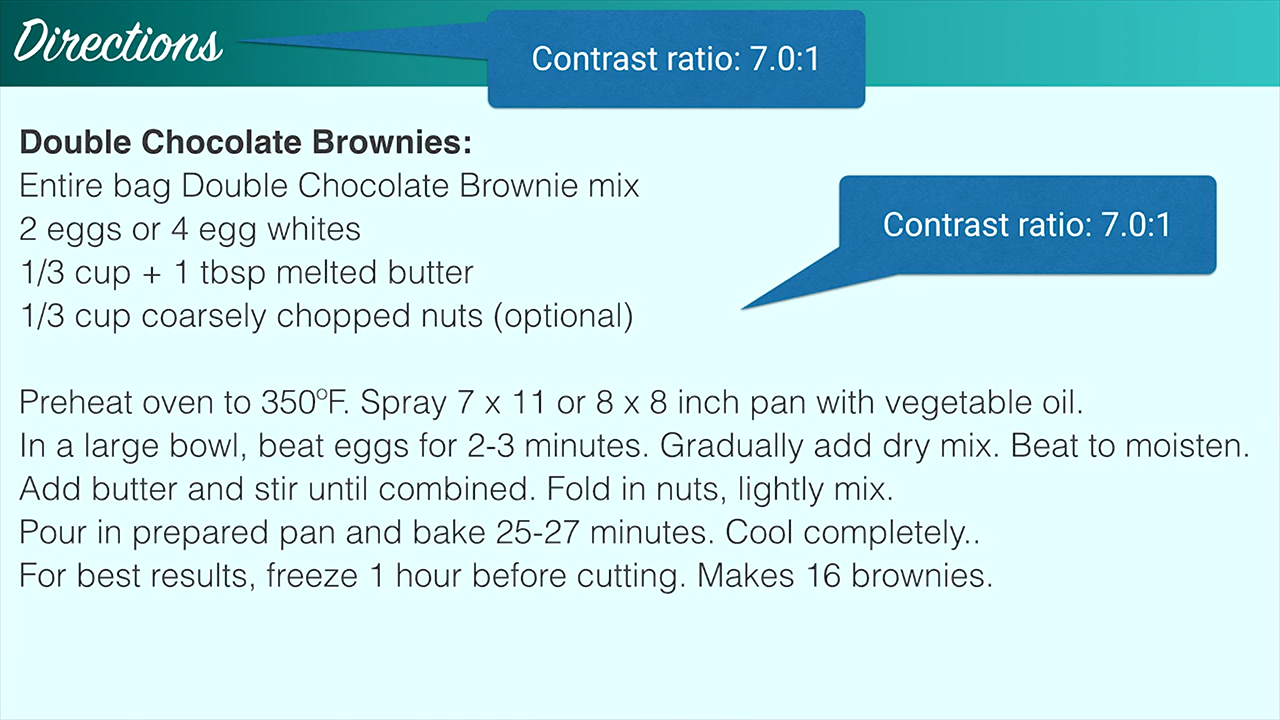 Directions
Contrast ratio: 7.0:1
Double Chocolate Brownies:
Entire bag Double Chocolate Brownie mix
2 eggs or 4 egg whites
Contrast ratio: 7.0:1
1/3 cup + 1 tbsp melted butter
1/3 cup coarsely chopped nuts (optional)
Preheat oven to 350°F. Spray 7 x 11 or 8 x 8 inch pan with vegetable oil.
In a large bowl, beat eggs for 2-3 minutes. Gradually add dry mix. Beat to moisten.
Add butter and stir until combined. Fold in nuts, lightly mix.
Pour in prepared pan and bake 25-27 minutes. Cool completely..
For best results, freeze 1 hour before cutting. Makes 16 brownies.